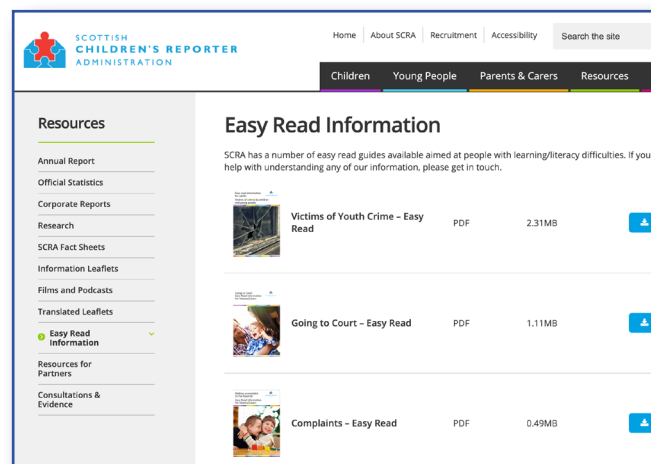 SCOTTISH
CHILDREN'S REPORTER
ADMINISTRATION
Home
About SCRA
Recruitment
Accessibility
Search the site
Children
Young People
Parents & Carers
Resources
Resources
Annual Report
Official Statistics
Corporate Reports
Research
SCRA Fact Sheets
Information Leaflets
Films and Podcasts
Translated Leaflets
Easy Read
Information
Resources for
Partners
Consultations &
Evidence
Easy Read Information
SCRA has a number of easy read guides available aimed at people with learning/literacy difficulties. If you
help with understanding any of our information, please get in touch.
Victims of Youth Crime – Easy
Read
PDF
2.31MB
Going to Court – Easy Read
PDF
1.11MB
Complaints – Easy Read
PDF
0.49MB